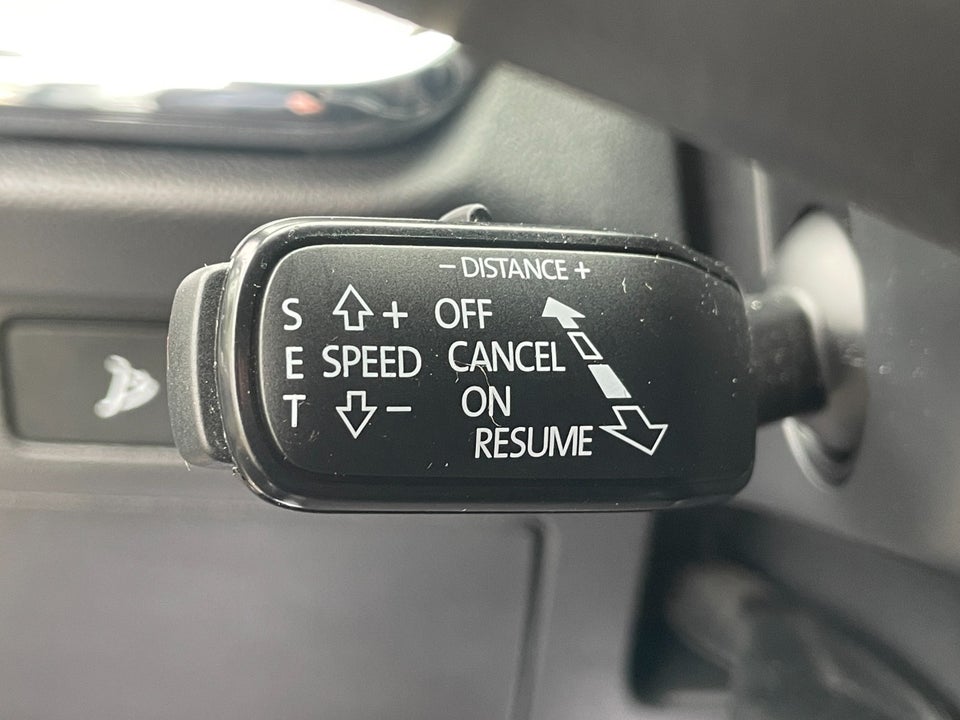 – DISTANCE +
S + OFF
E SPEED CANCEL
T – ON
RESUME